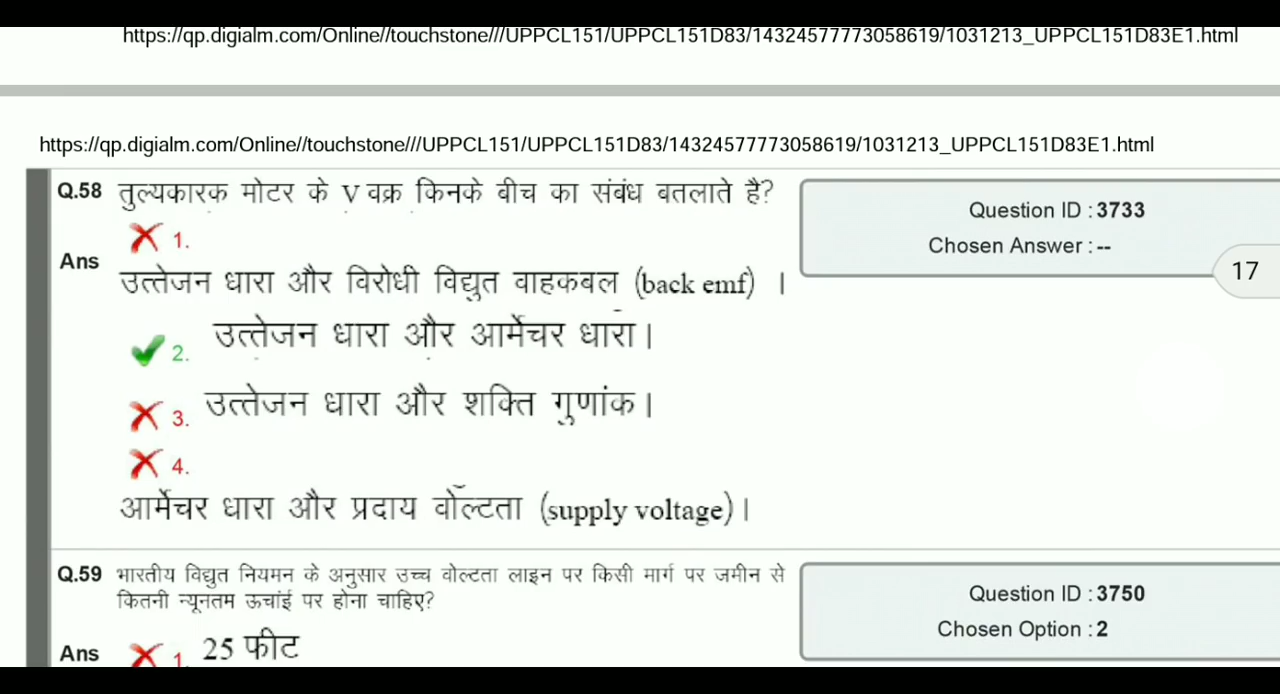 https://qp.digialm.com/Online//touchstone///UPPCL151/UPPCL151D83/14324577773058619/1031213_UPPCL151D83E1.html
https://qp.digialm.com/Online//touchstone///UPPCL151/UPPCL151D83/14324577773058619/1031213_UPPCL151D83E1.html
Q.58 तुल्यकारक मोटर के V वक्र किनके बीच का संबंध बतलाते है?
Question ID : 3733
Chosen Answer : --
17
Ans
1.
उत्तेजन धारा और विरोधी विद्युत वाहकबल (back emf) ।
2. उत्तेजन धारा और आर्मेचर धारा।
3. उत्तेजन धारा और शक्ति गुणांक।
4.
आर्मेचर धारा और प्रदाय वोल्टता (supply voltage)।
Q.59 भारतीय विद्युत नियमन के अनुसार उच्च वोल्टता लाइन पर किसी मार्ग पर जमीन से
कितनी न्यूनतम ऊचांई पर होना चाहिए?
Question ID : 3750
Chosen Option : 2
Ans 1. 25 फीट